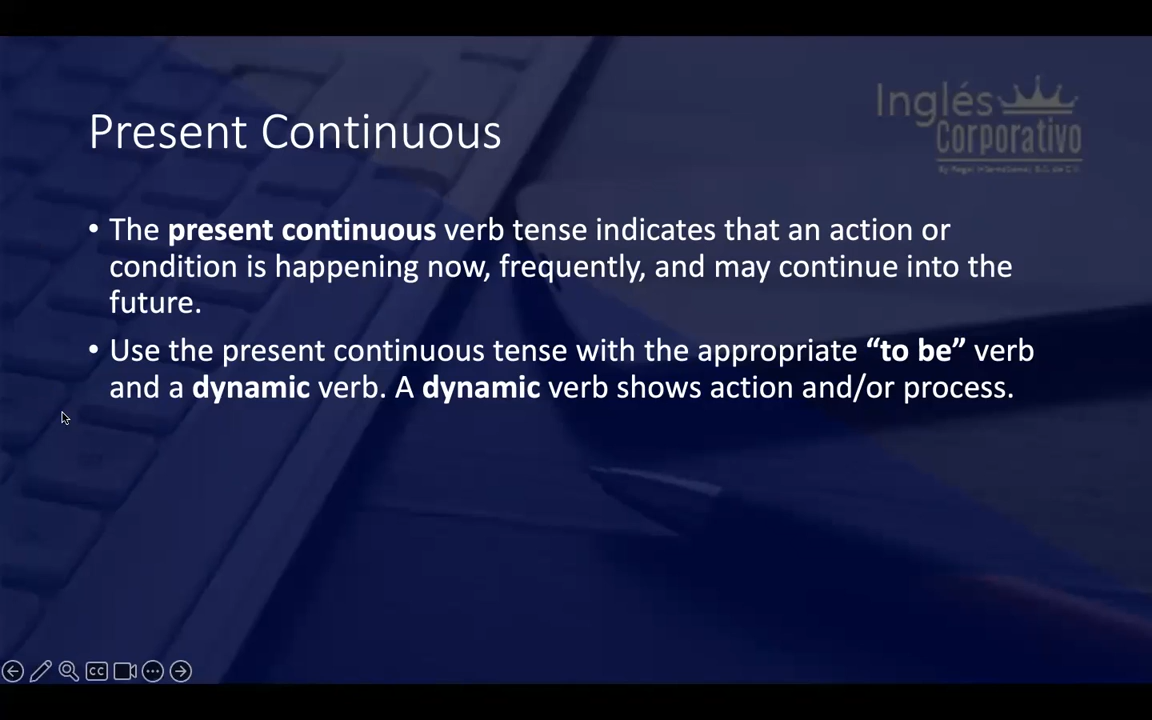 Inglés
Corporativo
Present Continuous
• The present continuous verb tense indicates that an action or
condition is happening now, frequently, and may continue into the
future.
• Use the present continuous tense with the appropriate “to be” verb
and a dynamic verb. A dynamic verb shows action and/or process.
CC